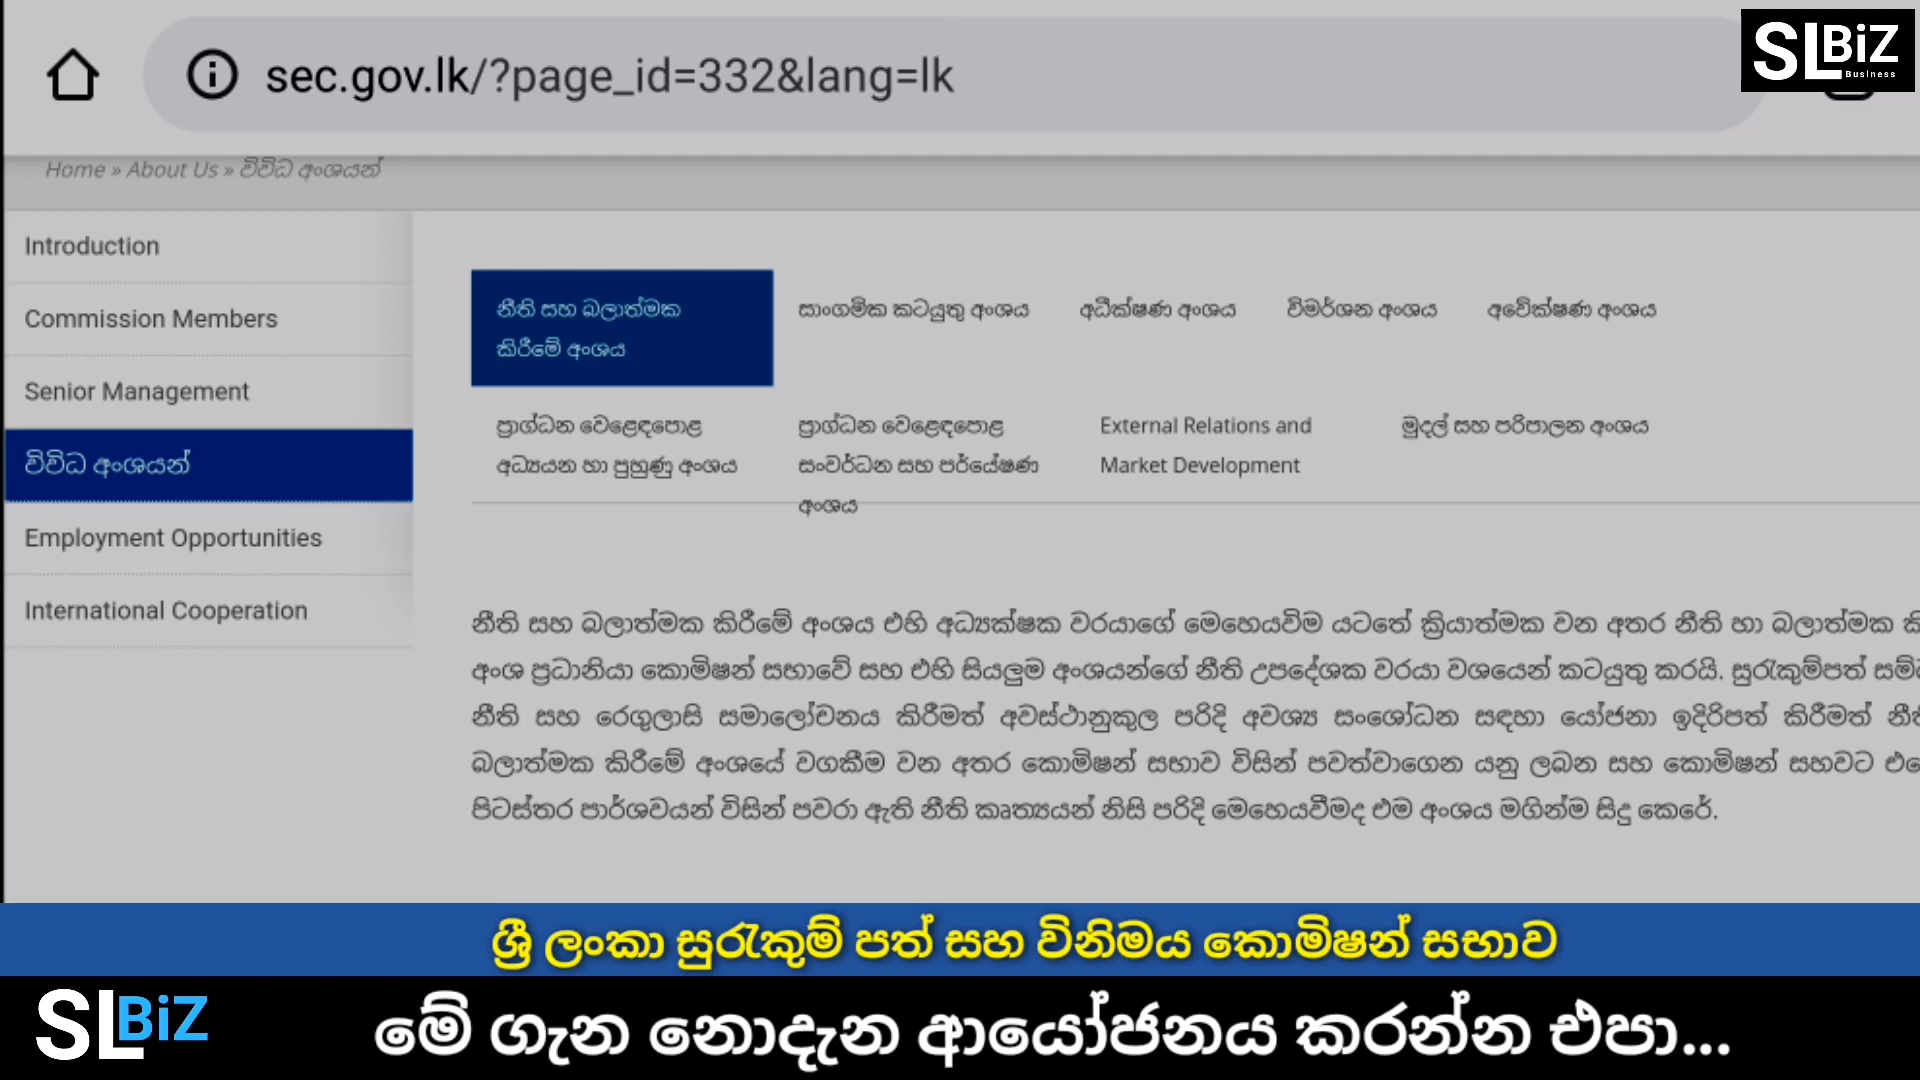 sec.gov.lk/?page_id=332&lang=lk
SLBiZ
Business
Home » About Us » විවිධ අංශයන්
Introduction
Commission Members
Senior Management
විවිධ අංශයන්
Employment Opportunities
International Cooperation
නීති සහ බලාත්මක
කිරීමේ අංශය
සාංගමික කටයුතු අංශය
අධීක්ෂණ අංශය
විමර්ශන අංශය
අවේක්ෂණ අංශය
ප්‍රාග්ධන වෙළෙඳපොළ
අධ්‍යයන හා පුහුණු අංශය
ප්‍රාග්ධන වෙළෙඳපොළ
සංවර්ධන සහ පර්යේෂණ
අංශය
External Relations and
Market Development
මුදල් සහ පරිපාලන අංශය
නීති සහ බලාත්මක කිරීමේ අංශය එහි අධ්‍යක්ෂක වරයාගේ මෙහෙයවිම යටතේ ක්‍රියාත්මක වන අතර නීති හා බලාත්මක
අංශ ප්‍රධානියා කොමිෂන් සභාවේ සහ එහි සියලුම අංශයන්ගේ නීති උපදේශක වරයා වශයෙන් කටයුතු කරයි. සුරැකුම්පත්
නීති සහ රෙගුලාසි සමාලෝචනය කිරීමත් අවස්ථානුකුල පරිදි අවශ්‍ය සංශෝධන සඳහා යෝජනා ඉදිරිපත් කිරීමත්
බලාත්මක කිරීමේ අංශයේ වගකීම වන අතර කොමිෂන් සභාව විසින් පවත්වාගෙන යනු ලබන සහ කොමිෂන් සභවට
පිටස්තර පාර්ශවයන් විසින් පවරා ඇති නීති කෘත්‍යයන් නිසි පරිදි මෙහෙයවීමද එම අංශය මගින්ම සිදු කෙරේ.
ශ්‍රී ලංකා සුරැකුම් පත් සහ විනිමය කොමිෂන් සභාව
SLBiZ
මේ ගැන නොදැන ආයෝජනය කරන්න එපා...